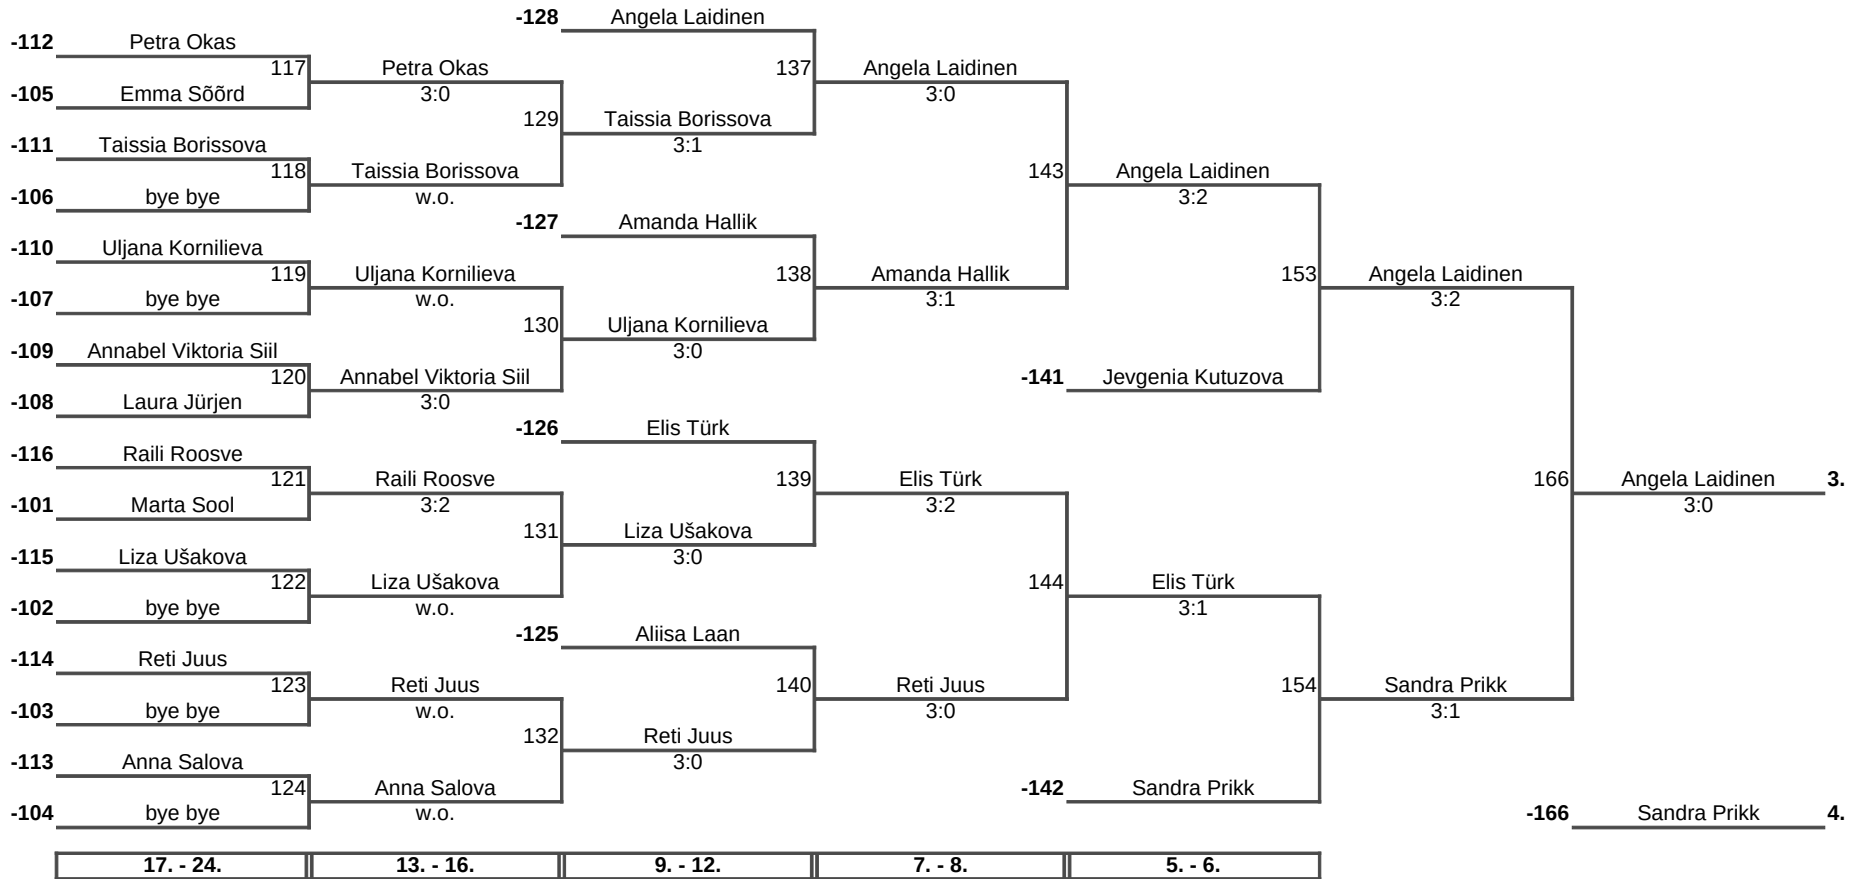 -128 Angela Laidinen
-112 Petra Okas
117 Petra Okas 137 Angela Laidinen
-105 Emma Sõõrd 3:0 3:0
129 Taissia Borissova
-111 Taissia Borissova 3:1
118 Taissia Borissova 143 Angela Laidinen
-106 bye bye w.o. 3:2
-127 Amanda Hallik
-110 Uljana Kornilieva
119 Uljana Kornilieva 138 Amanda Hallik 153 Angela Laidinen
-107 bye bye w.o. 3:1 3:2
130 Uljana Kornilieva
-109 Annabel Viktoria Siil 3:0
120 Annabel Viktoria Siil -141 Jevgenia Kutuzova
-108 Laura Jürjen 3:0
-126 Elis Türk
-116 Raili Roosve
121 Raili Roosve 139 Elis Türk 166 Angela Laidinen 3.
-101 Marta Sool 3:2 3:2 3:0
131 Liza Ušakova
-115 Liza Ušakova 3:0
122 Liza Ušakova 144 Elis Türk
-102 bye bye w.o. 3:1
-125 Aliisa Laan
-114 Reti Juus
123 Reti Juus 140 Reti Juus 154 Sandra Prikk
-103 bye bye w.o. 3:0 3:1
132 Reti Juus
-113 Anna Salova 3:0
124 Anna Salova -142 Sandra Prikk
-104 bye bye w.o. -166 Sandra Prikk 4.
17. - 24. 13. - 16. 9. - 12. 7. - 8. 5. - 6.